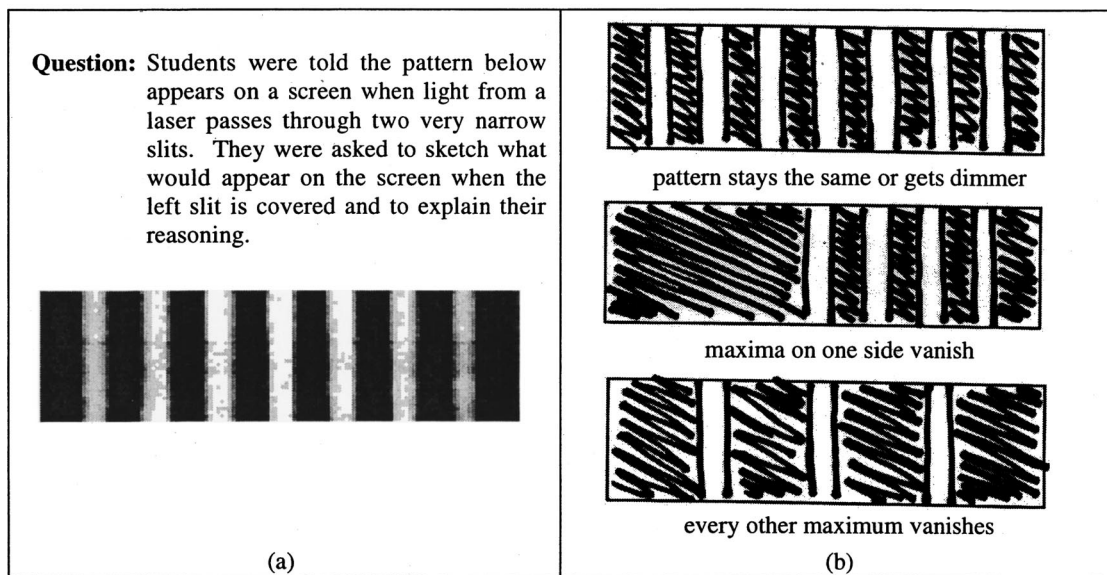 Question: Students were told the pattern below
appears on a screen when light from a
laser passes through two very narrow
slits. They were asked to sketch what
would appear on the screen when the
left slit is covered and to explain their
reasoning.
(a)
pattern stays the same or gets dimmer
maxima on one side vanish
every other maximum vanishes
(b)